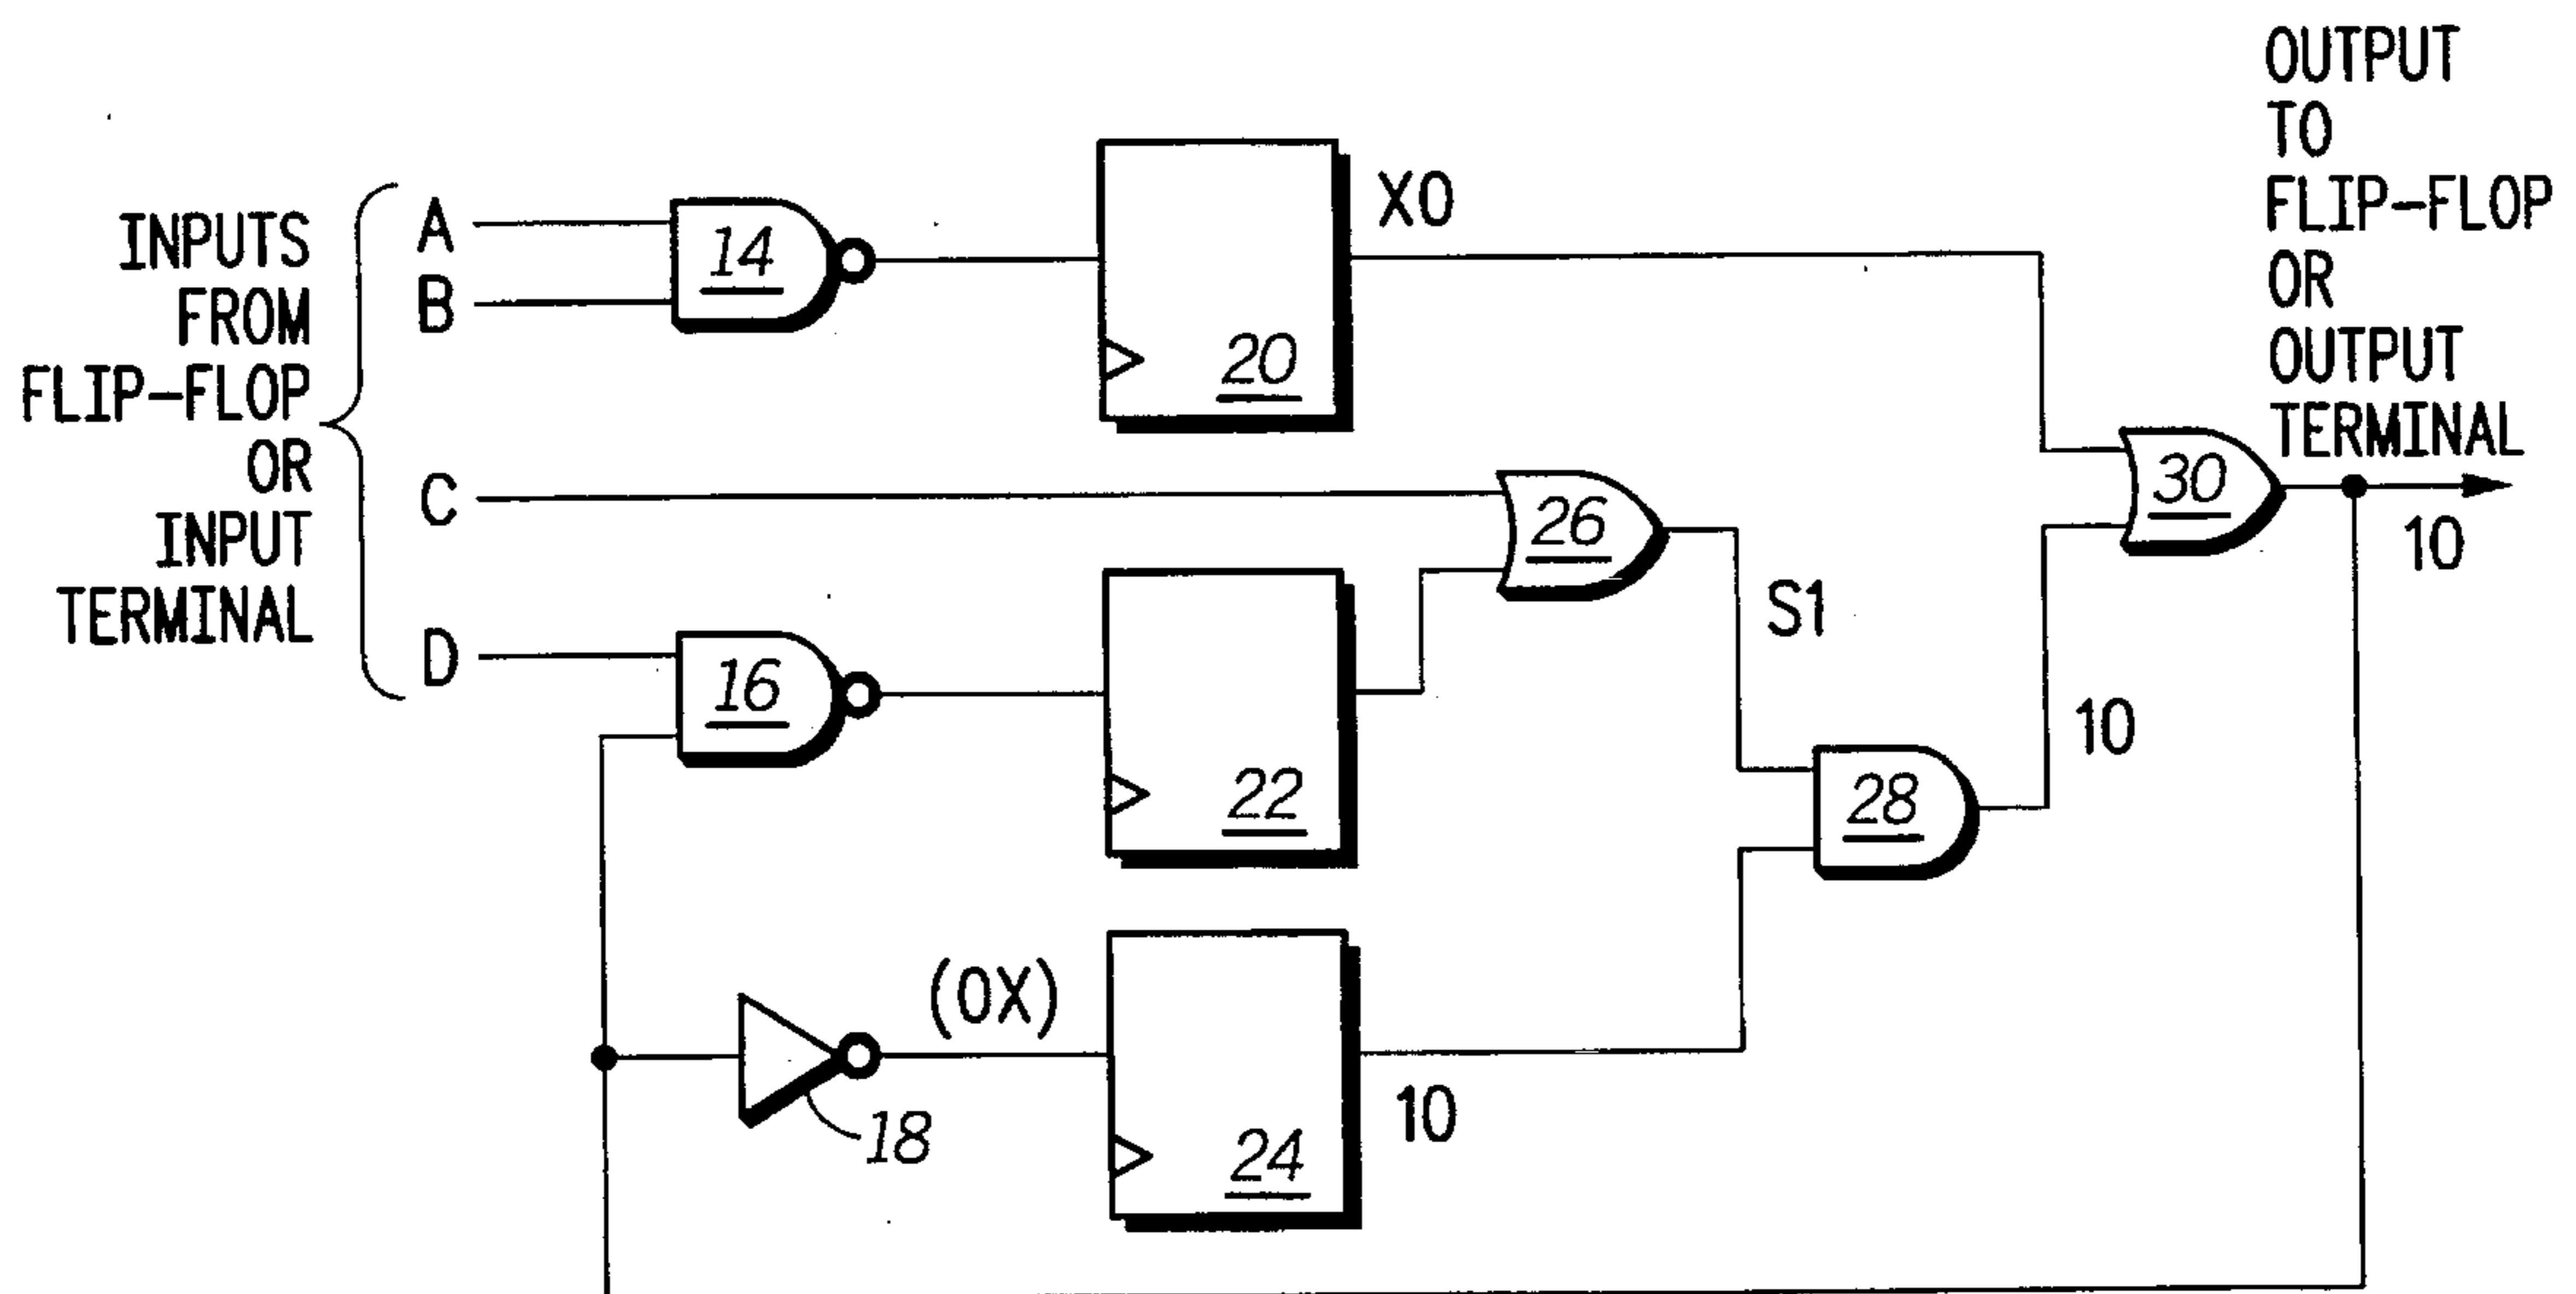 OUTPUT
TO
FLIP-FLOP
OR
OUTPUT
TERMINAL
INPUTS
FROM
FLIP-FLOP
OR
INPUT
TERMINAL
A
B
C
D
14
20
X0
26
S1
30
10
16
22
28
10
(0X)
18
24
10